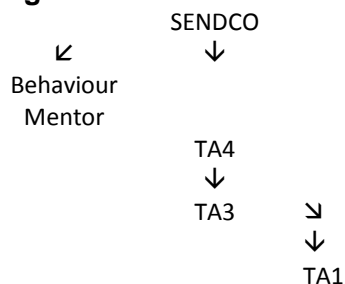 SENDCO
↙ ↓
Behaviour
Mentor
TA4
↓
TA3 ↘
↓
TA1